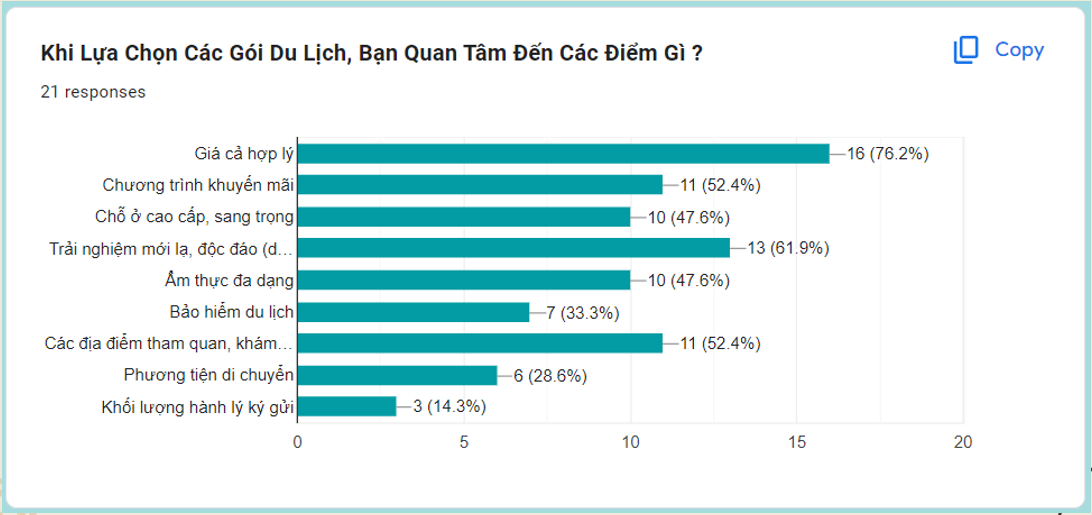 Khi Lựa Chọn Các Gói Du Lịch, Bạn Quan Tâm Đến Các Điểm Gì ?
Copy
21 responses
Giá cả hợp lý 16 (76.2%)
Chương trình khuyến mãi 11 (52.4%)
Chỗ ở cao cấp, sang trọng 10 (47.6%)
Trải nghiệm mới lạ, độc đáo (d… 13 (61.9%)
Ẩm thực đa dạng 10 (47.6%)
Bảo hiểm du lịch 7 (33.3%)
Các địa điểm tham quan, khám… 11 (52.4%)
Phương tiện di chuyển 6 (28.6%)
Khối lượng hành lý ký gửi 3 (14.3%)
0 5 10 15 20